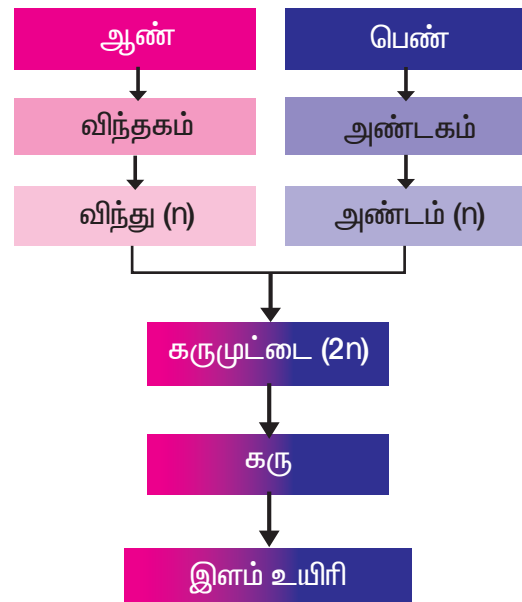 ஆண்
பெண்
விந்தகம்
அண்டகம்
விந்து (n)
அண்டம் (n)
கருமுட்டை (2n)
கரு
இளம் உயிரி